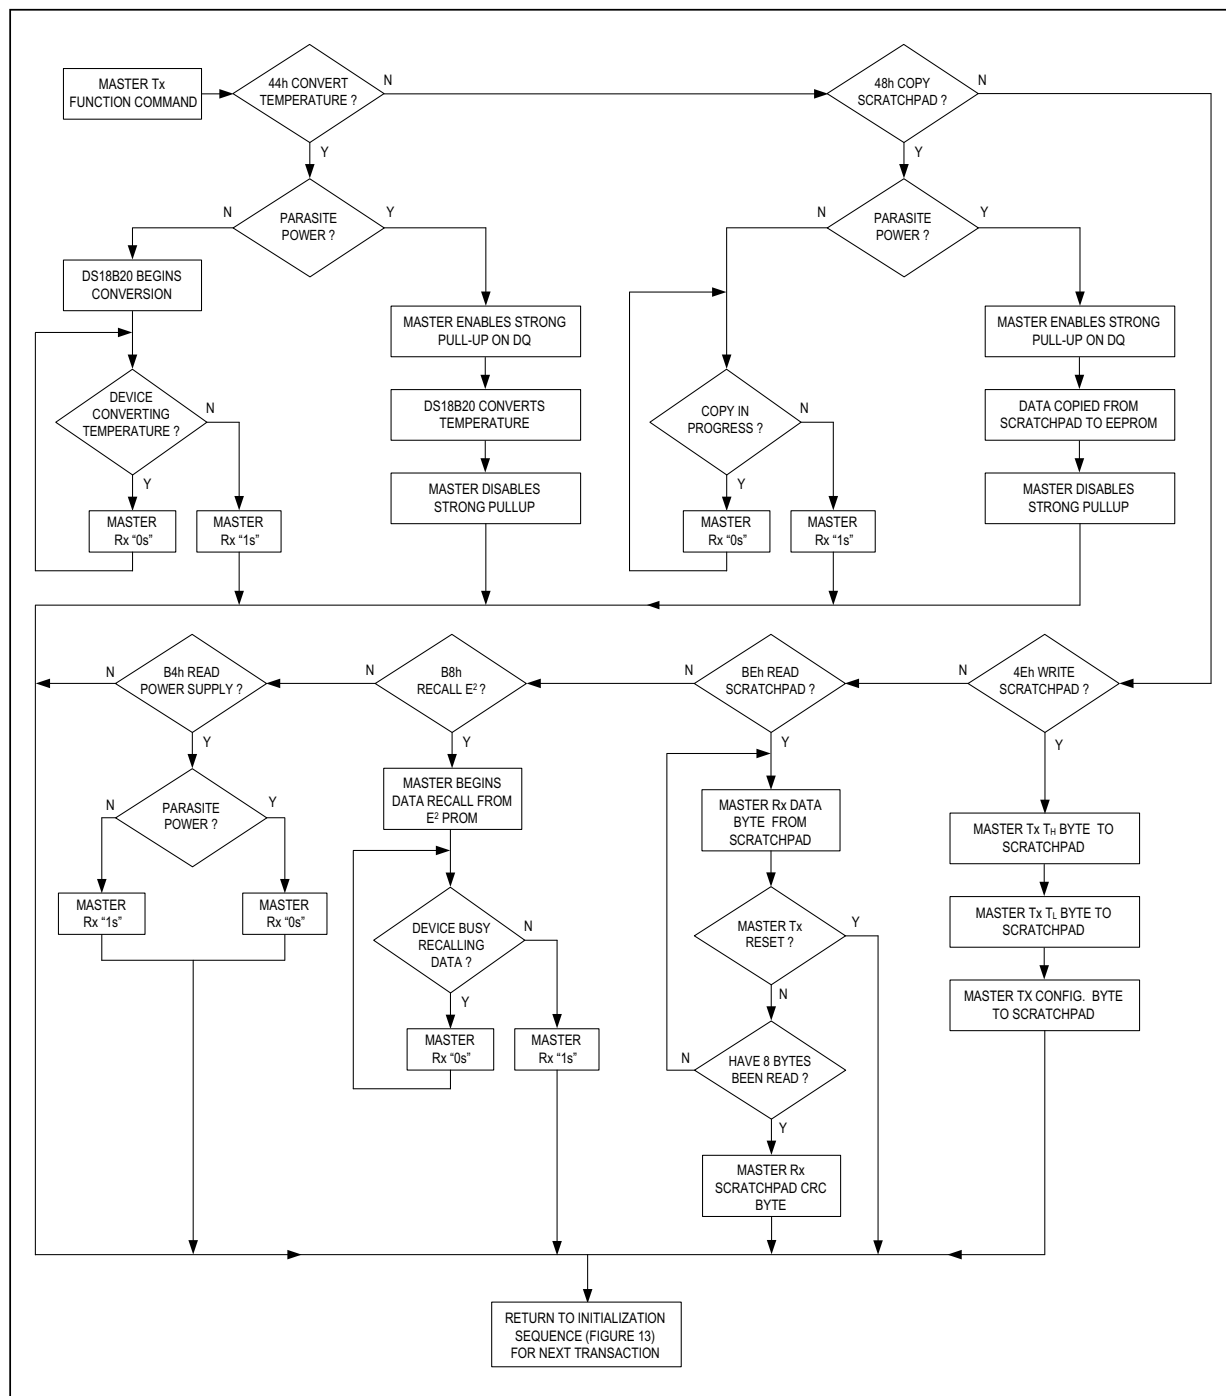 MASTER Tx
FUNCTION COMMAND
44h CONVERT
TEMPERATURE ?
N
Y
48h COPY
SCRATCHPAD ?
N
Y
PARASITE
POWER ?
N
Y
PARASITE
POWER ?
N
Y
DS18B20 BEGINS
CONVERSION
MASTER ENABLES STRONG
PULL-UP ON DQ
MASTER ENABLES STRONG
PULL-UP ON DQ
DEVICE
CONVERTING
TEMPERATURE ?
N
Y
DS18B20 CONVERTS
TEMPERATURE
COPY IN
PROGRESS ?
N
Y
DATA COPIED FROM
SCRATCHPAD TO EEPROM
MASTER
Rx “0s”
MASTER
Rx “1s”
MASTER DISABLES
STRONG PULLUP
MASTER
Rx “0s”
MASTER
Rx “1s”
MASTER DISABLES
STRONG PULLUP
B4h READ
POWER SUPPLY ?
N
Y
B8h
RECALL E² ?
N
Y
BEh READ
SCRATCHPAD ?
N
Y
4Eh WRITE
SCRATCHPAD ?
N
Y
PARASITE
POWER ?
N
Y
MASTER BEGINS
DATA RECALL FROM
E² PROM
MASTER Rx DATA
BYTE FROM
SCRATCHPAD
MASTER Tx TH BYTE TO
SCRATCHPAD
MASTER
Rx “1s”
MASTER
Rx “0s”
DEVICE BUSY
RECALLING
DATA ?
N
Y
MASTER Tx
RESET ?
Y
N
MASTER Tx TL BYTE TO
SCRATCHPAD
MASTER TX CONFIG. BYTE
TO SCRATCHPAD
MASTER
Rx “0s”
MASTER
Rx “1s”
HAVE 8 BYTES
BEEN READ ?
N
Y
MASTER Rx
SCRATCHPAD CRC
BYTE
RETURN TO INITIALIZATION
SEQUENCE (FIGURE 13)
FOR NEXT TRANSACTION